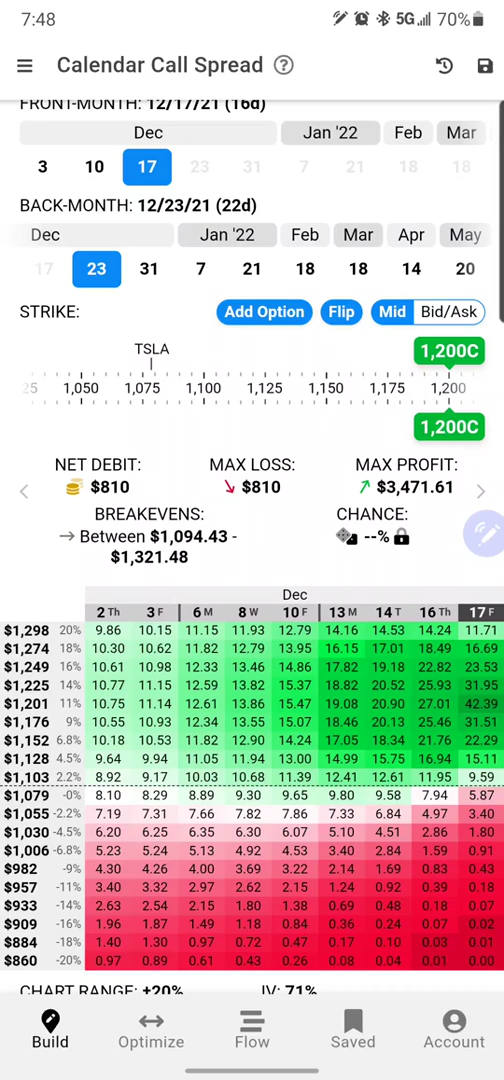 7:48 5G 70%
Calendar Call Spread ?
FRONT-MONTH: 12/17/21 (16d)
Dec Jan '22 Feb Mar
3 10 17 23 31 7 21 18 18
BACK-MONTH: 12/23/21 (22d)
Dec Jan '22 Feb Mar Apr May
17 23 31 7 21 18 18 14 20
STRIKE: Add Option Flip Mid Bid/Ask
TSLA 1,200C
25 1,050 1,075 1,100 1,125 1,150 1,175 1,200
1,200C
NET DEBIT: MAX LOSS: MAX PROFIT:
$810 $810 $3,471.61
BREAKEVENS: CHANCE:
→ Between $1,094.43 - --%
$1,321.48
Dec
2 Th 3 F 6 M 8 W 10 F 13 M 14 T 16 Th 17 F
$1,298 20% 9.86 10.15 11.15 11.93 12.79 14.16 14.53 14.24 11.71
$1,274 18% 10.30 10.62 11.82 12.79 13.95 16.15 17.01 18.49 16.69
$1,249 16% 10.61 10.98 12.33 13.46 14.86 17.82 19.18 22.82 23.53
$1,225 14% 10.77 11.15 12.59 13.82 15.37 18.82 20.52 25.93 31.95
$1,201 11% 10.75 11.14 12.61 13.86 15.47 19.08 20.90 27.01 42.39
$1,176 9% 10.55 10.93 12.34 13.55 15.07 18.46 20.13 25.46 31.51
$1,152 6.8% 10.18 10.53 11.82 12.90 14.24 17.05 18.34 21.76 22.29
$1,128 4.5% 9.64 9.94 11.05 11.94 13.00 14.99 15.75 16.94 15.11
$1,103 2.2% 8.92 9.17 10.03 10.68 11.39 12.41 12.61 11.95 9.59
$1,079 -0% 8.10 8.29 8.89 9.30 9.65 9.80 9.58 7.94 5.87
$1,055 -2.2% 7.19 7.31 7.66 7.82 7.86 7.33 6.84 4.97 3.40
$1,030 -4.5% 6.20 6.25 6.35 6.30 6.07 5.10 4.51 2.86 1.80
$1,006 -6.8% 5.23 5.24 5.13 4.92 4.53 3.40 2.84 1.59 0.91
$982 -9% 4.30 4.26 4.00 3.69 3.22 2.14 1.69 0.83 0.43
$957 -11% 3.40 3.32 2.97 2.62 2.15 1.24 0.92 0.39 0.18
$933 -14% 2.63 2.54 2.15 1.80 1.38 0.69 0.48 0.18 0.07
$909 -16% 1.96 1.87 1.49 1.18 0.84 0.36 0.24 0.07 0.02
$884 -18% 1.40 1.30 0.97 0.72 0.47 0.17 0.10 0.03 0.01
$860 -20% 0.97 0.89 0.61 0.43 0.26 0.08 0.04 0.01 0.00
CHART RANGE: ±20% IV: 71%
Build Optimize Flow Saved Account